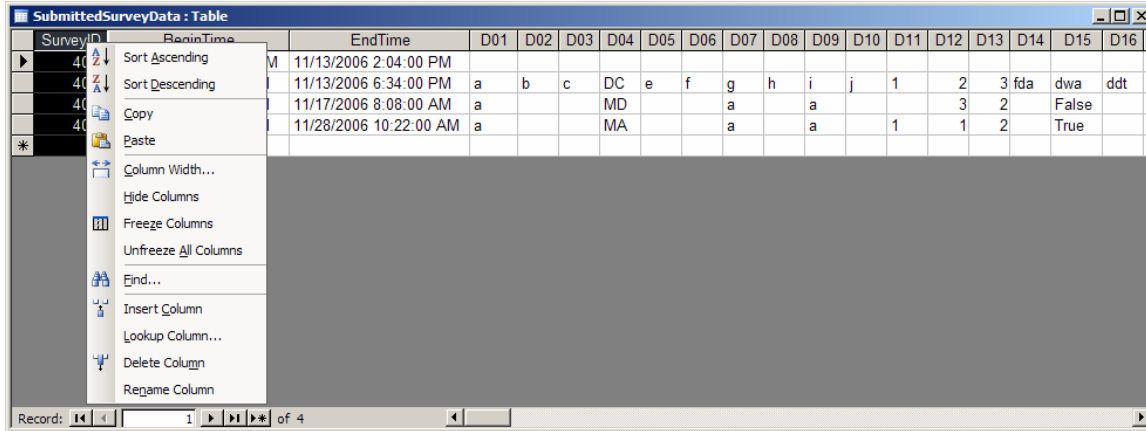 SubmittedSurveyData : Table
SurveyID BeginTime EndTime D01 D02 D03 D04 D05 D06 D07 D08 D09 D10 D11 D12 D13 D14 D15 D16
40 M 11/13/2006 2:04:00 PM
40 11/13/2006 6:34:00 PM a b c DC e f g h i j 1 2 3 fda dwa ddt
40 11/17/2006 8:08:00 AM a MD a a 3 2 False
40 11/28/2006 10:22:00 AM a MA a a 1 1 2 True
Sort Ascending
Sort Descending
Copy
Paste
Column Width...
Hide Columns
Freeze Columns
Unfreeze All Columns
Find...
Insert Column
Lookup Column...
Delete Column
Rename Column
Record: 1 of 4